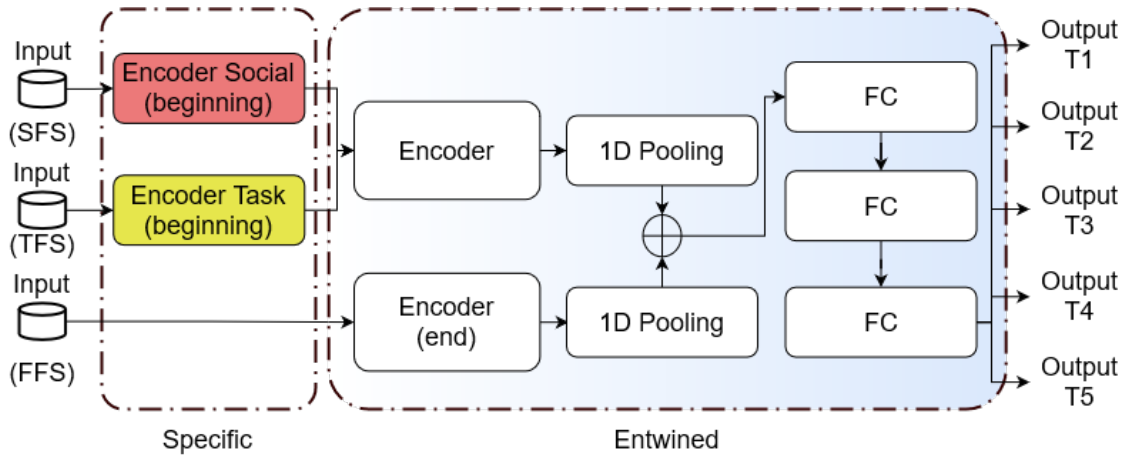 Input
(SFS)
Input
(TFS)
Input
(FFS)
Encoder Social
(beginning)
Encoder Task
(beginning)
Specific
Encoder
1D Pooling
Encoder
(end)
1D Pooling
FC
FC
FC
Entwined
Output
T1
Output
T2
Output
T3
Output
T4
Output
T5